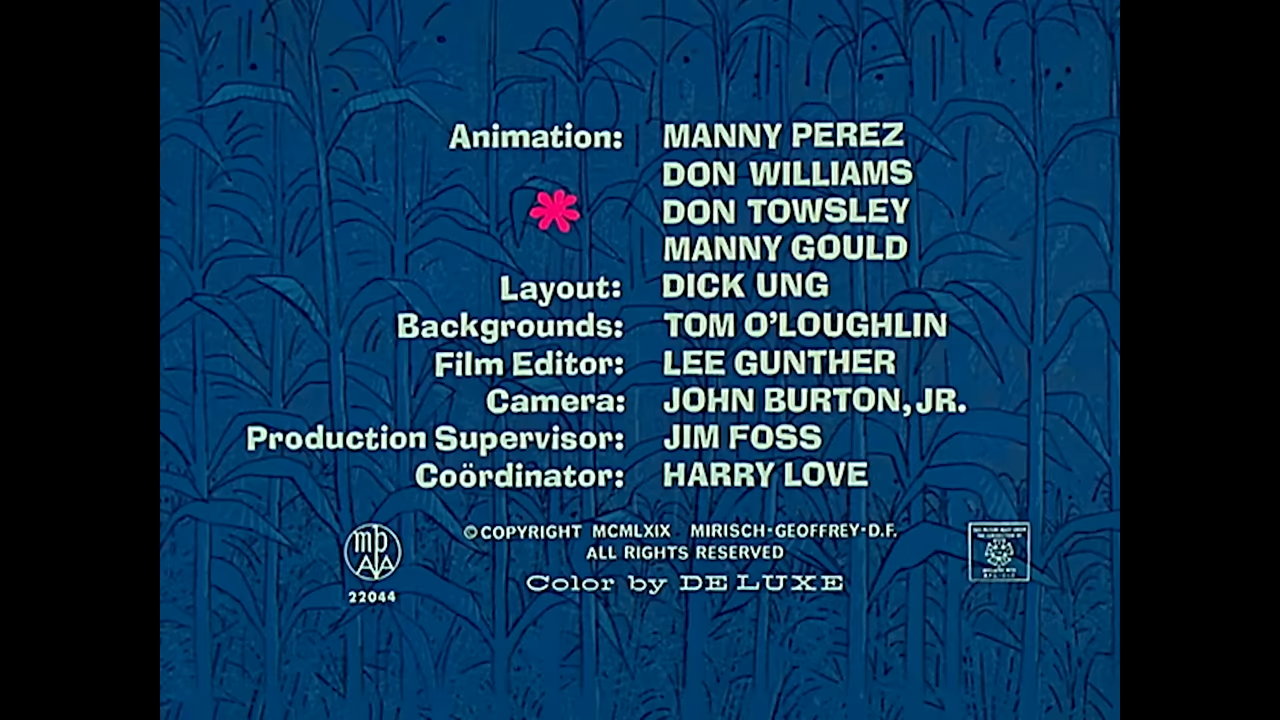 Animation: MANNY PEREZ
DON WILLIAMS
DON TOWSLEY
MANNY GOULD
Layout: DICK UNG
Backgrounds: TOM O'LOUGHLIN
Film Editor: LEE GUNTHER
Camera: JOHN BURTON, JR.
Production Supervisor: JIM FOSS
Coördinator: HARRY LOVE
©COPYRIGHT MCMLXIX MIRISCH-GEOFFREY-D.F.
ALL RIGHTS RESERVED
Color by DE LUXE
mpAA
22044